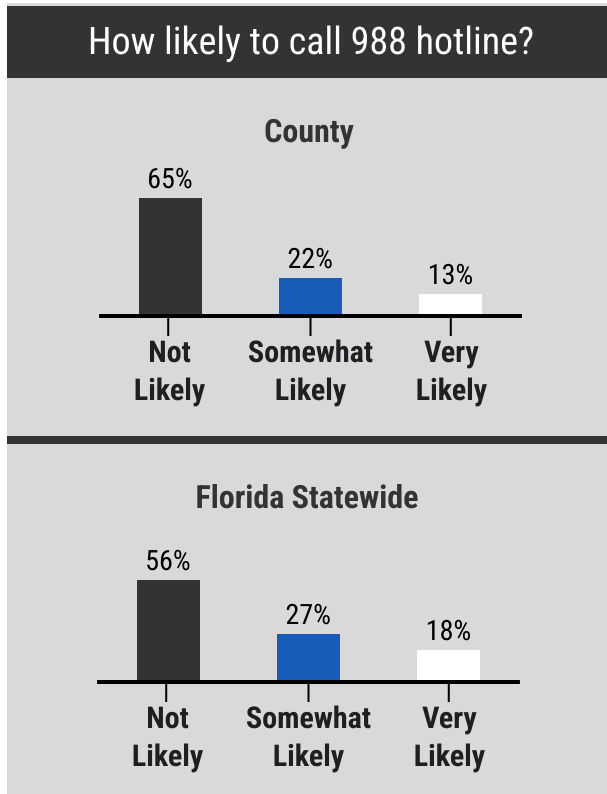 How likely to call 988 hotline?
County
65%
22%
13%
Not Likely
Somewhat Likely
Very Likely
Florida Statewide
56%
27%
18%
Not Likely
Somewhat Likely
Very Likely